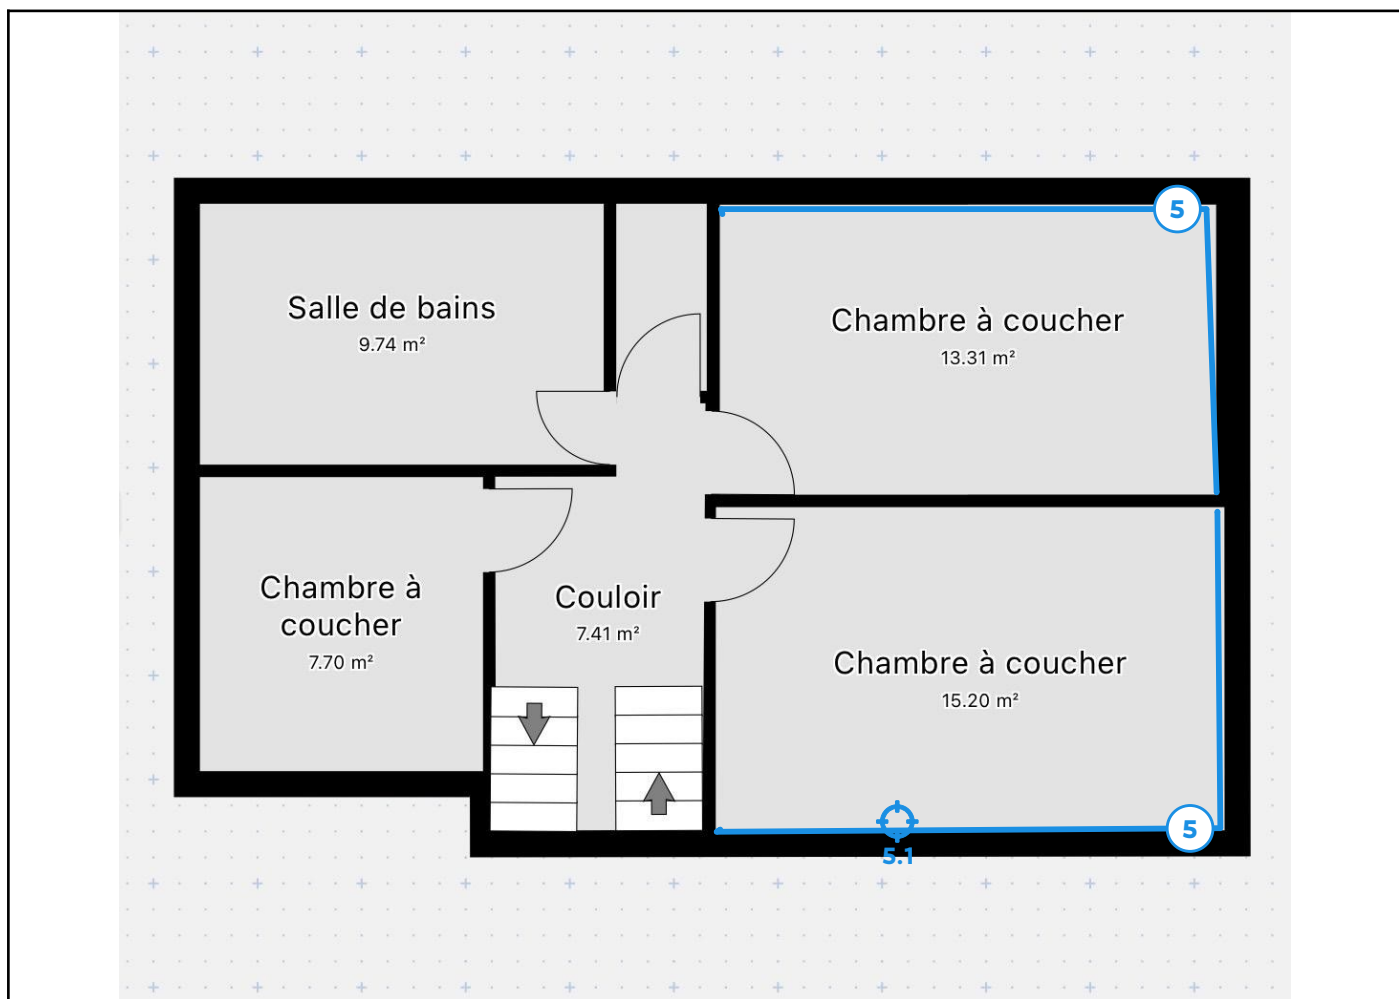 5
Salle de bains
9.74 m²
Chambre à coucher
13.31 m²
Chambre à
coucher
7.70 m²
Couloir
7.41 m²
Chambre à coucher
15.20 m²
5
5.1